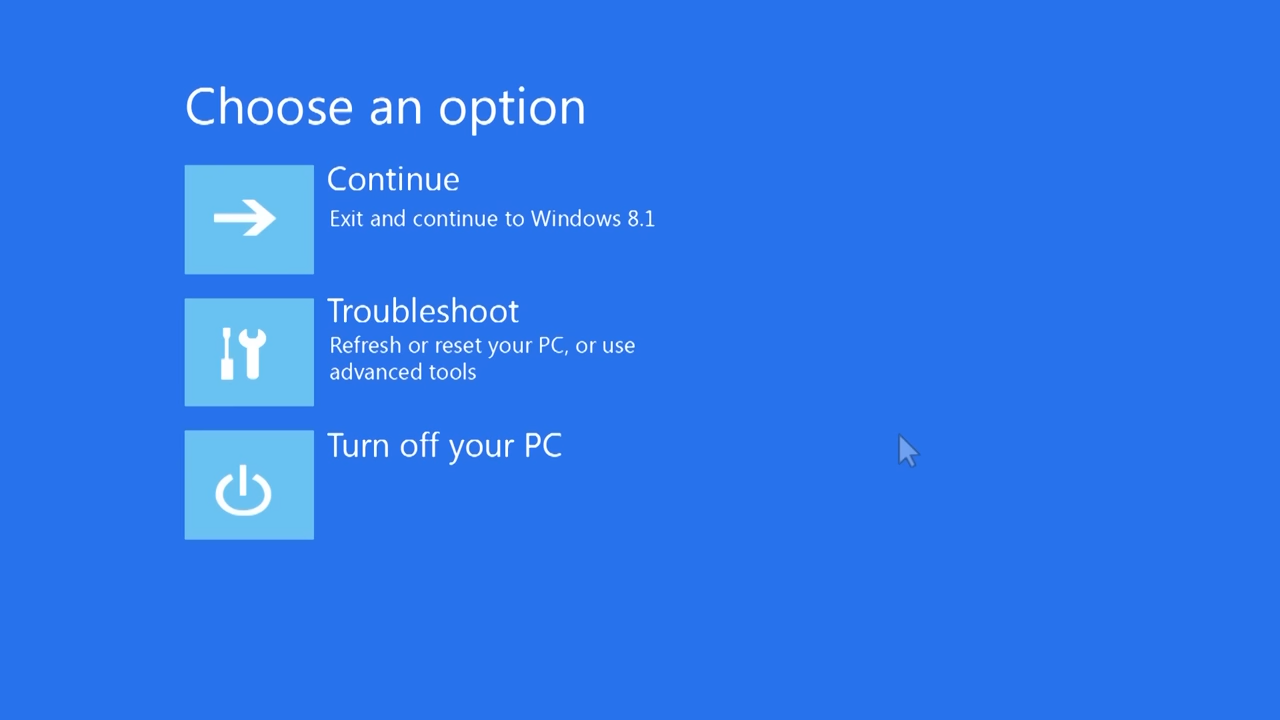 Choose an option
Continue
Exit and continue to Windows 8.1
Troubleshoot
Refresh or reset your PC, or use
advanced tools
Turn off your PC